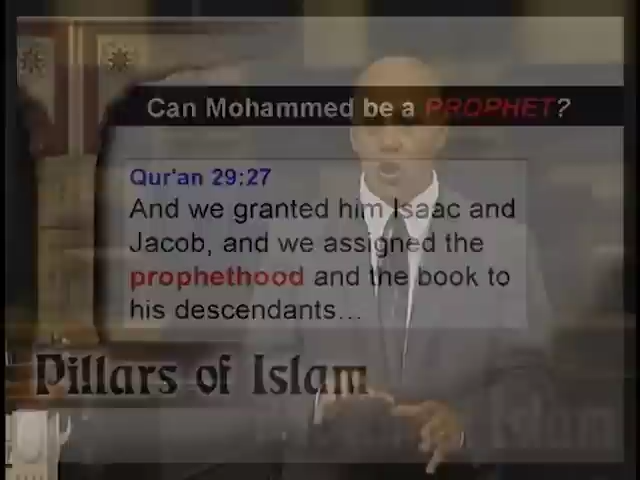 Can Mohammed be a PROPHET?
Qur'an 29:27
And we granted him Isaac and
Jacob, and we assigned the
prophethood and the book to
his descendants...
Pillars of Islam
Islam